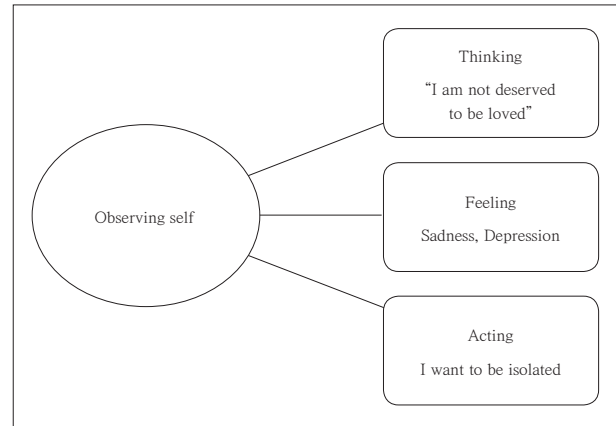 Thinking
“I am not deserved
to be loved”
Observing self
Feeling
Sadness, Depression
Acting
I want to be isolated